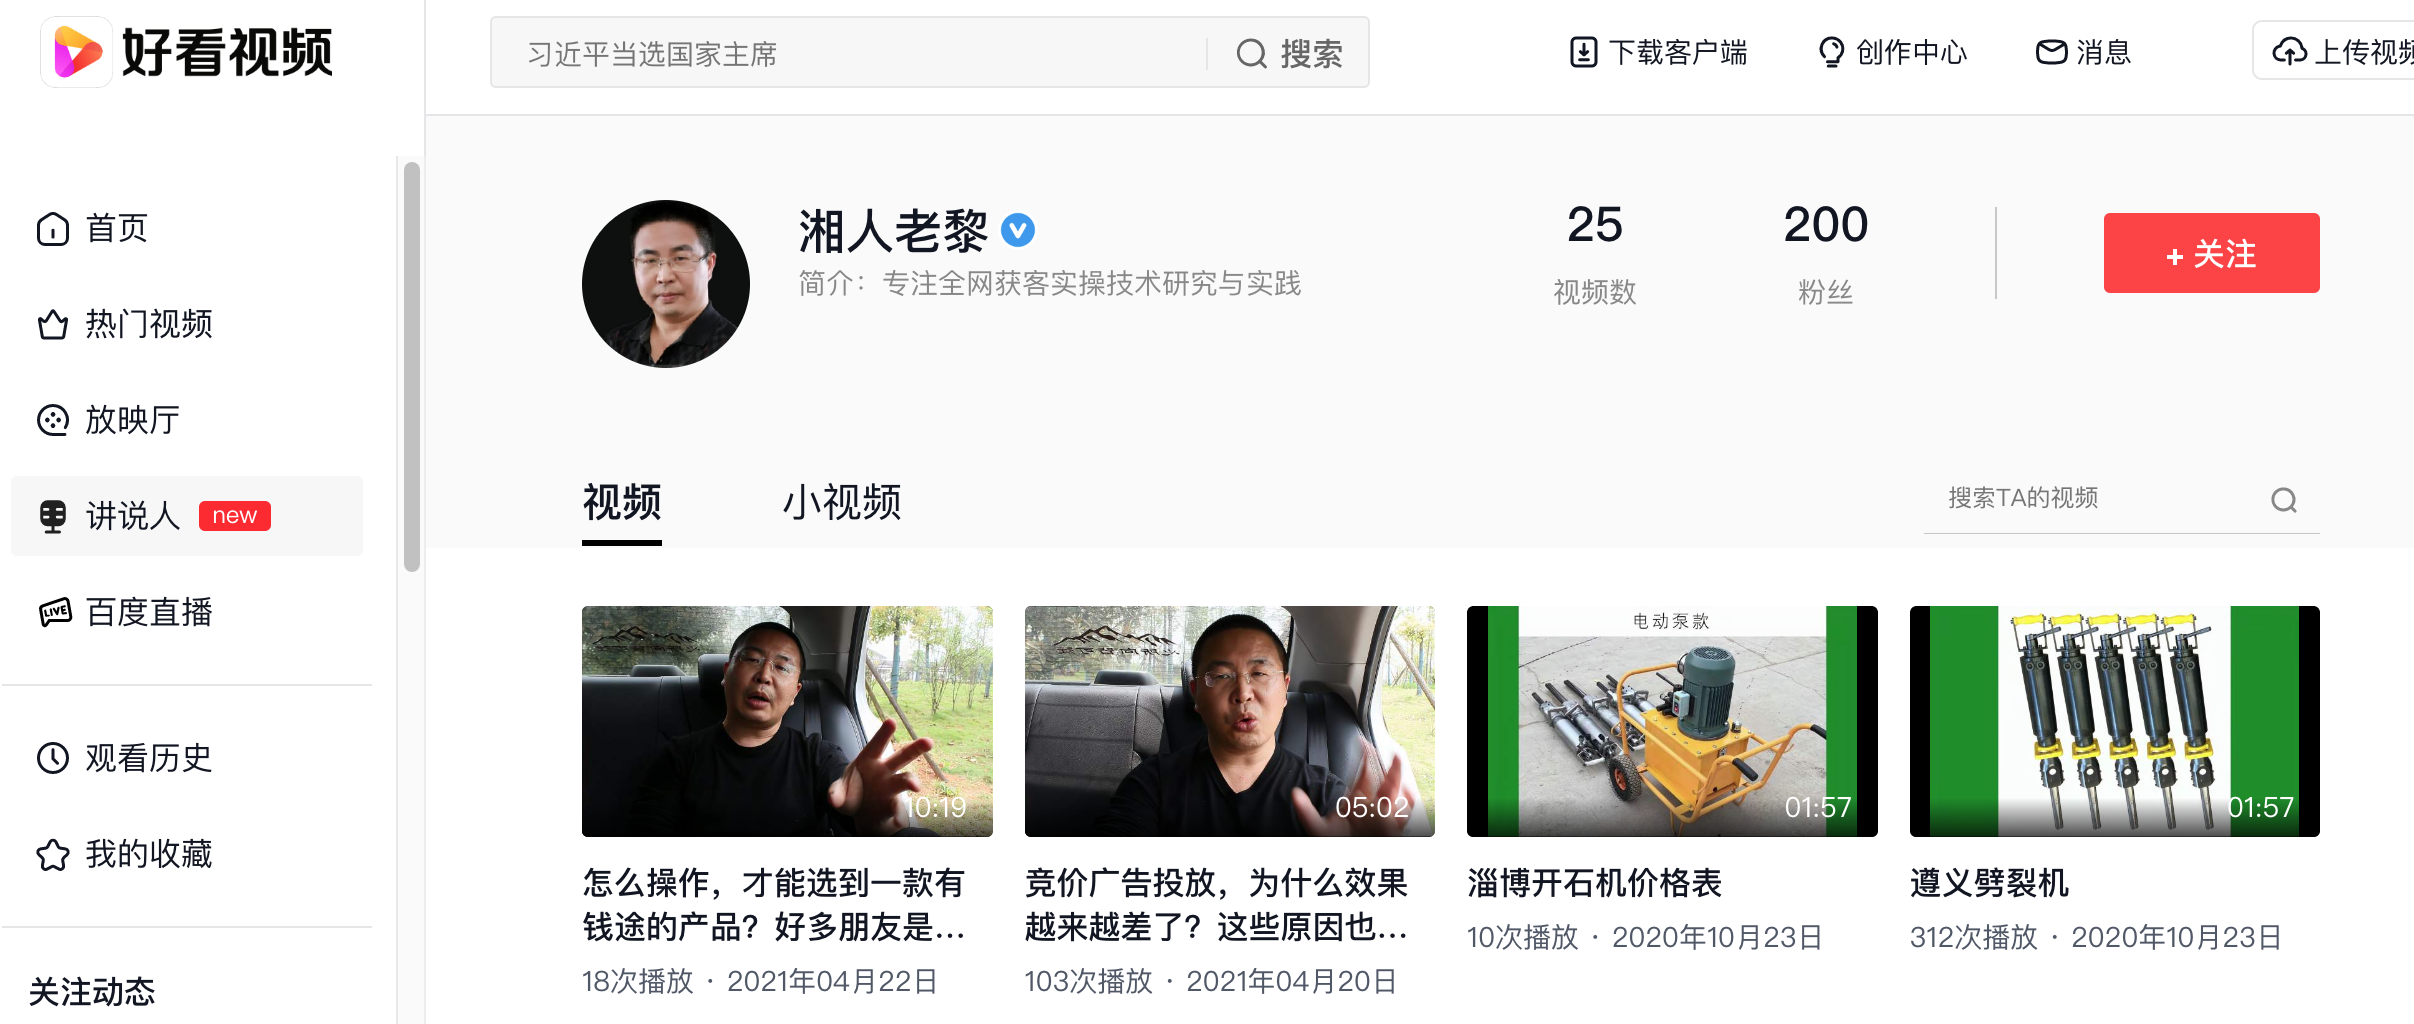 好看视频
习近平当选国家主席
搜索
下载客户端
创作中心
消息
上传视频
首页
热门视频
放映厅
讲说人 new
LIVE 百度直播
观看历史
我的收藏
关注动态
湘人老黎
简介：专注全网获客实操技术研究与实践
25
视频数
200
粉丝
+ 关注
视频
小视频
搜索TA的视频
10:19
怎么操作，才能选到一款有
钱途的产品？好多朋友是...
18次播放 · 2021年04月22日
05:02
竞价广告投放，为什么效果
越来越差了？这些原因也...
103次播放 · 2021年04月20日
电动泵款
01:57
淄博开石机价格表
10次播放 · 2020年10月23日
01:57
遵义劈裂机
312次播放 · 2020年10月23日